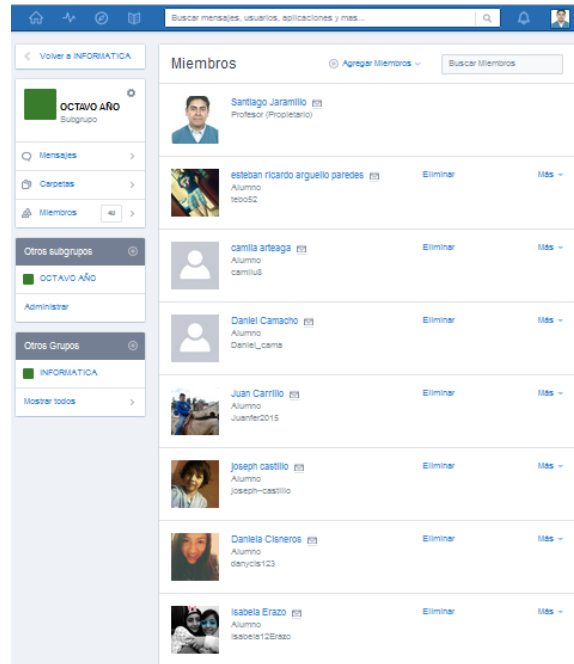 Buscar mensajes, usuarios, aplicaciones y mas...
Volver a INFORMATICA
OCTAVO AÑO
Subgrupo
Mensajes
Carpetas
Miembros
Otros subgrupos
OCTAVO AÑO
Administrar
Otros Grupos
INFORMATICA
Mostrar todos
Miembros
Agregar Miembros
Buscar Miembros
Santiago Jaramillo
Profesor (Propietario)
esteban ricardo arguello paredes
Eliminar
Más
Alumno
tebo52
camila arteaga
Eliminar
Más
Alumno
camilu8
Daniel Camacho
Eliminar
Más
Alumno
Daniel_cama
Juan Carrillo
Eliminar
Más
Alumno
Juanfer2015
joseph castillo
Eliminar
Más
Alumno
joseph-castillo
Daniela Cisneros
Eliminar
Más
Alumno
danycis123
Isabela Erazo
Eliminar
Más
Alumno
Isabela12Erazo